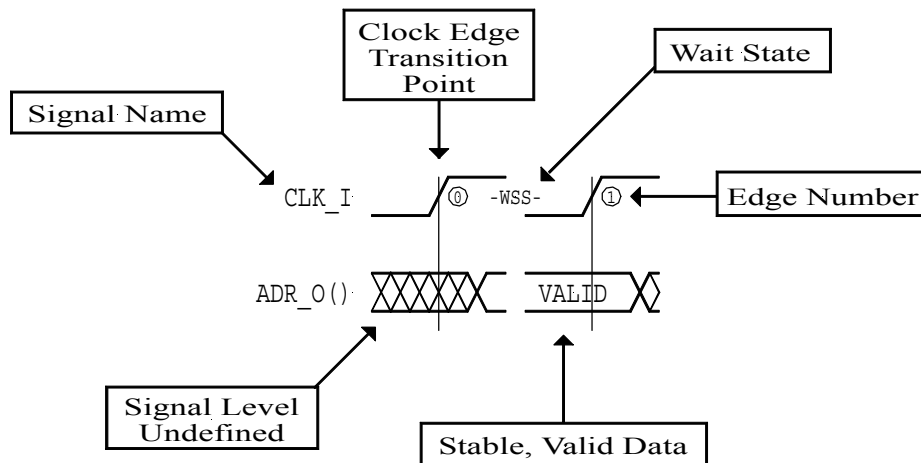 Clock Edge
Transition
Point
Wait State
Signal Name
CLK_I
0
-WSS-
1
Edge Number
ADR_O()
VALID
Signal Level
Undefined
Stable, Valid Data